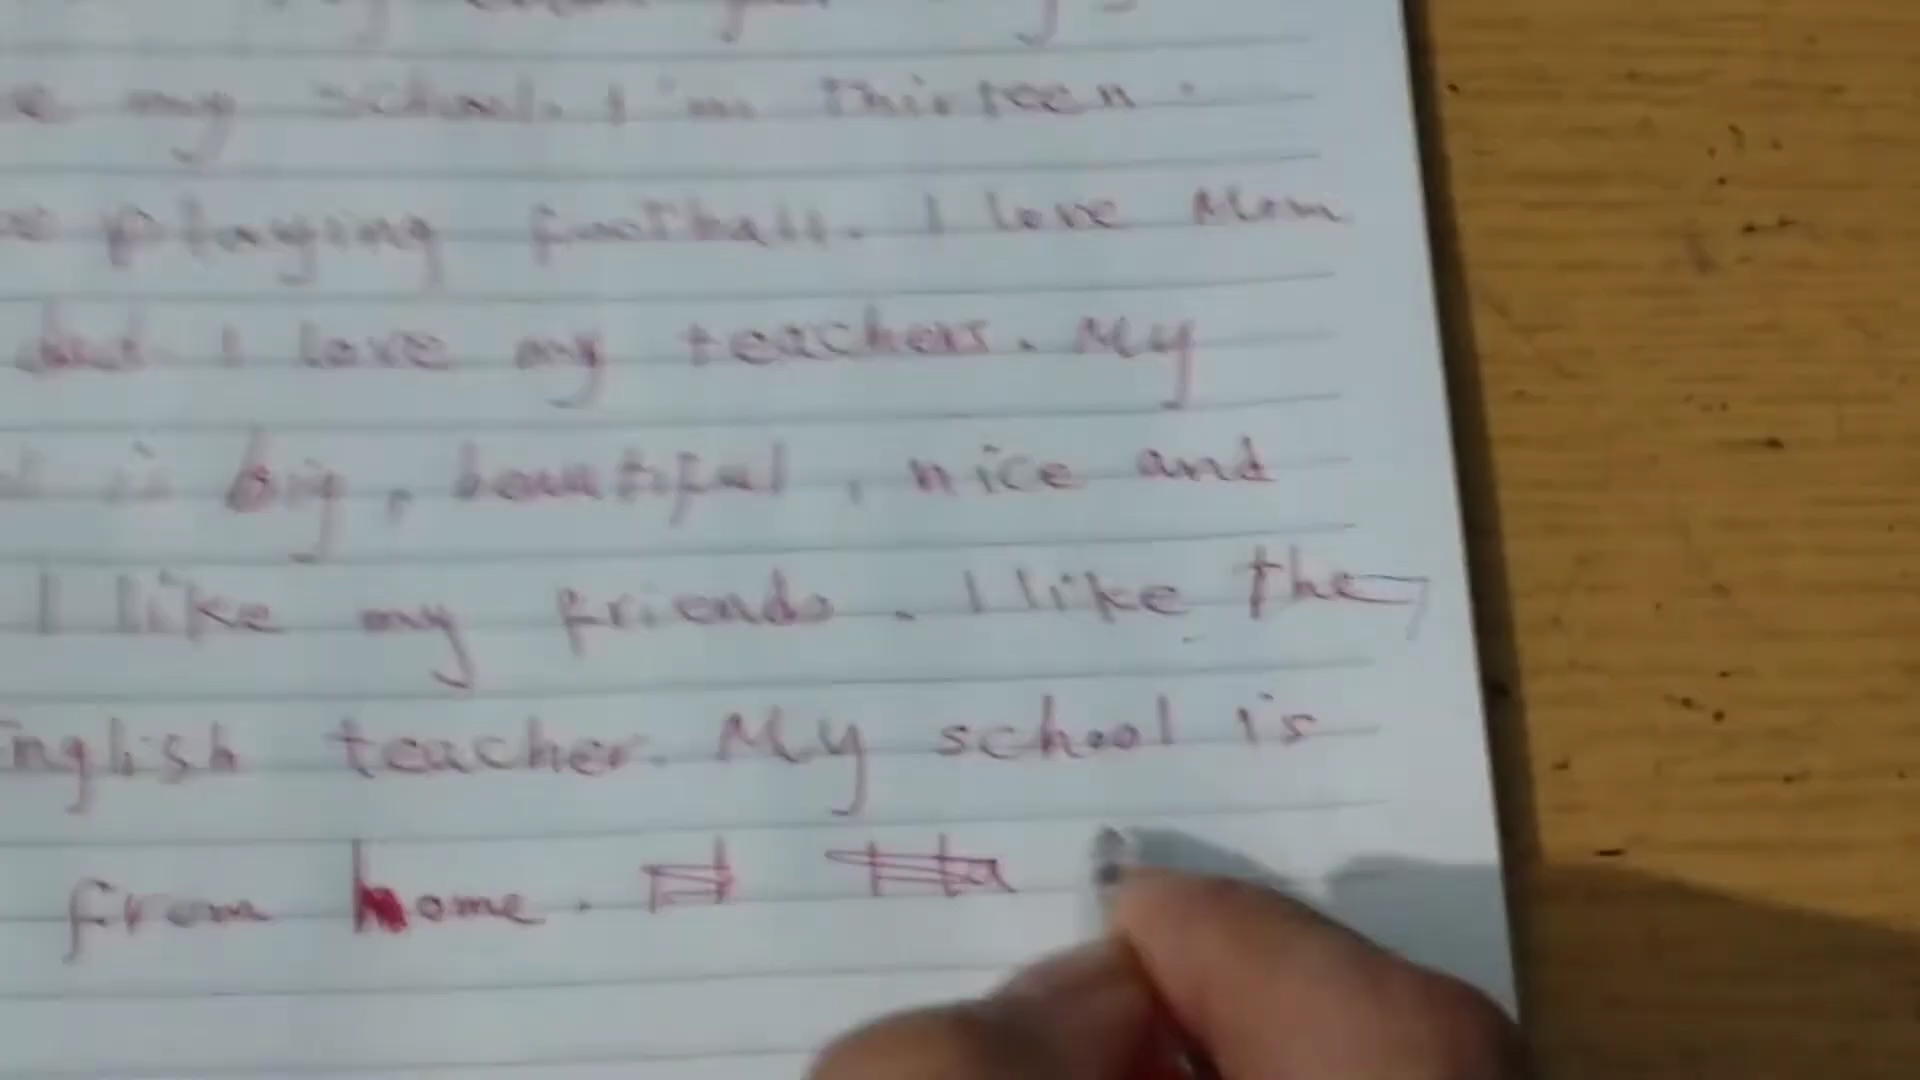 my school. I'm thirteen.
playing football. I love Mom
dad. I love my teachers. My
is big, beautiful, nice and
I like my friends. I like the
English teacher. My school is
from home.